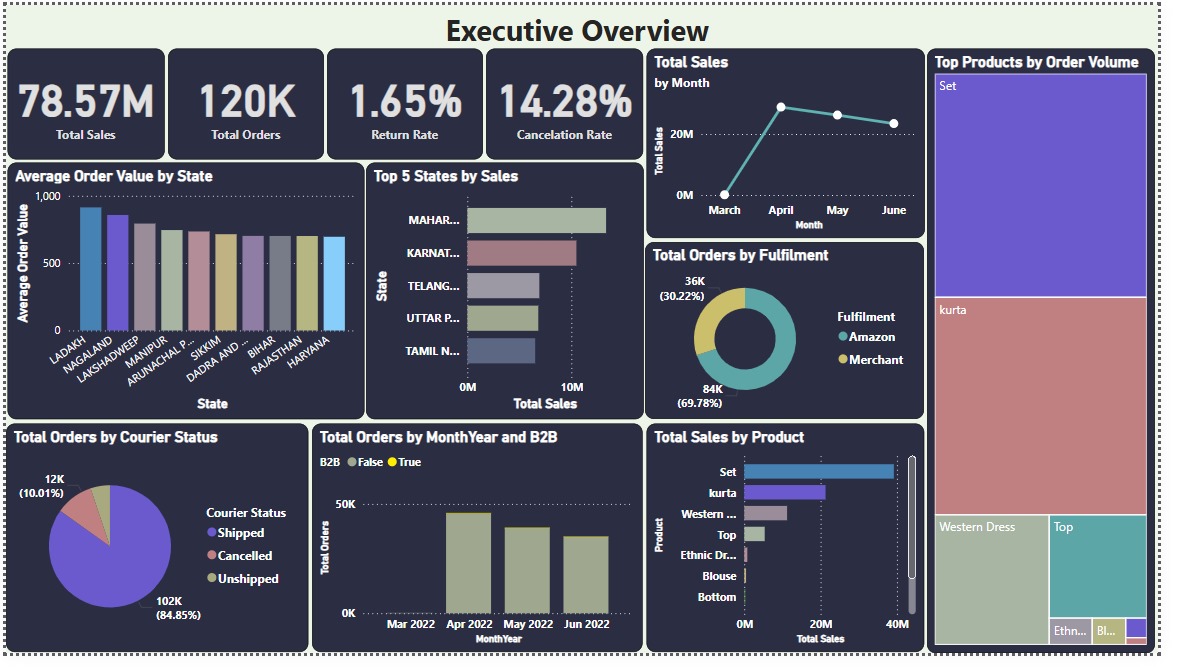 Executive Overview
78.57M
Total Sales
120K
Total Orders
1.65%
Return Rate
14.28%
Cancelation Rate
Total Sales
by Month
Total Sales
20M
0M
March April May June
Month
Top Products by Order Volume
Set
kurta
Western Dress
Top
Ethn...
Bl...
Average Order Value by State
Average Order Value
1,000
500
0
LADAKH
NAGALAND
LAKSHADWEEP
MANIPUR
ARUNACHAL P...
SIKKIM
DADRA AND ...
BIHAR
RAJASTHAN
HARYANA
State
Top 5 States by Sales
State
MAHAR...
KARNAT...
TELANG...
UTTAR P...
TAMIL N...
0M 10M
Total Sales
Total Orders by Fulfilment
36K
(30.22%)
84K
(69.78%)
Fulfilment
Amazon
Merchant
Total Orders by Courier Status
12K
(10.01%)
102K
(84.85%)
Courier Status
Shipped
Cancelled
Unshipped
Total Orders by MonthYear and B2B
B2B False True
Total Orders
50K
0K
Mar 2022 Apr 2022 May 2022 Jun 2022
MonthYear
Total Sales by Product
Product
Set
kurta
Western ...
Top
Ethnic Dr...
Blouse
Bottom
0M 20M 40M
Total Sales